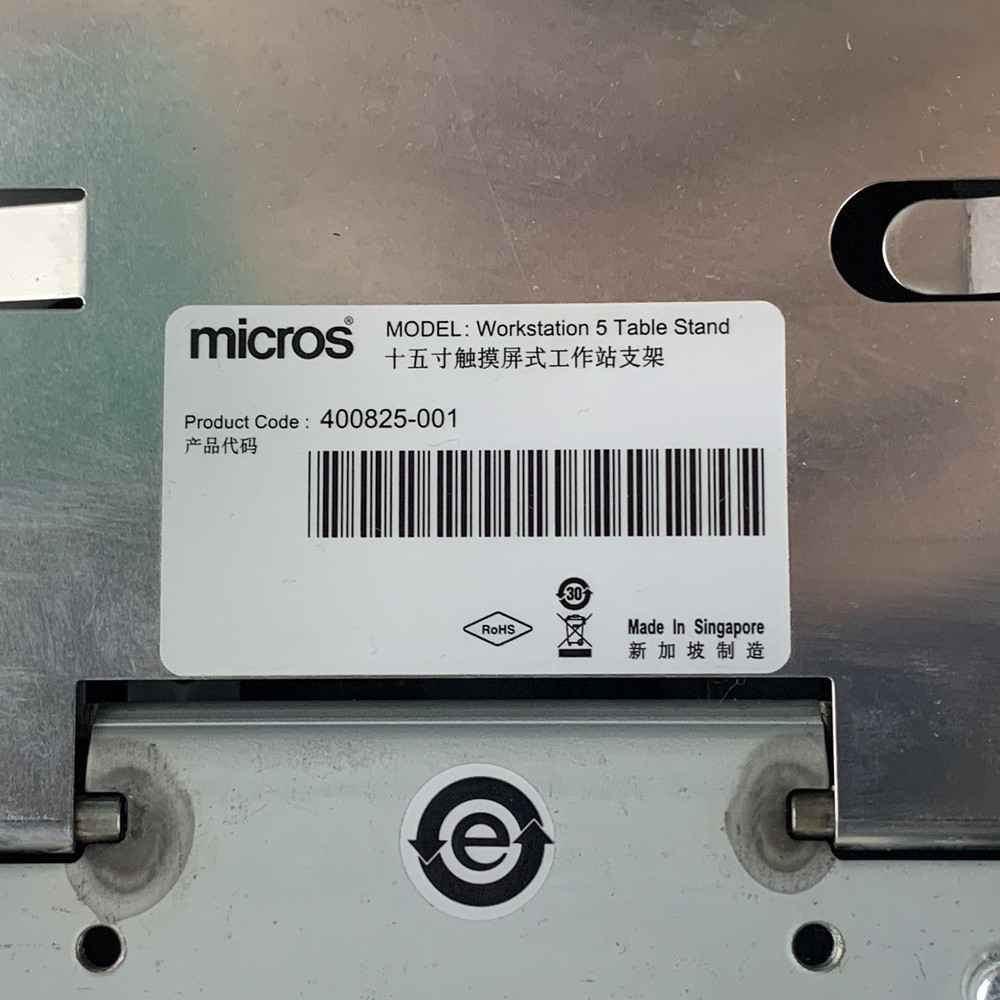 micros®
MODEL: Workstation 5 Table Stand
十五寸触摸屏式工作站支架
Product Code : 400825-001
产品代码
30
RoHS
Made In Singapore
新加坡制造
e